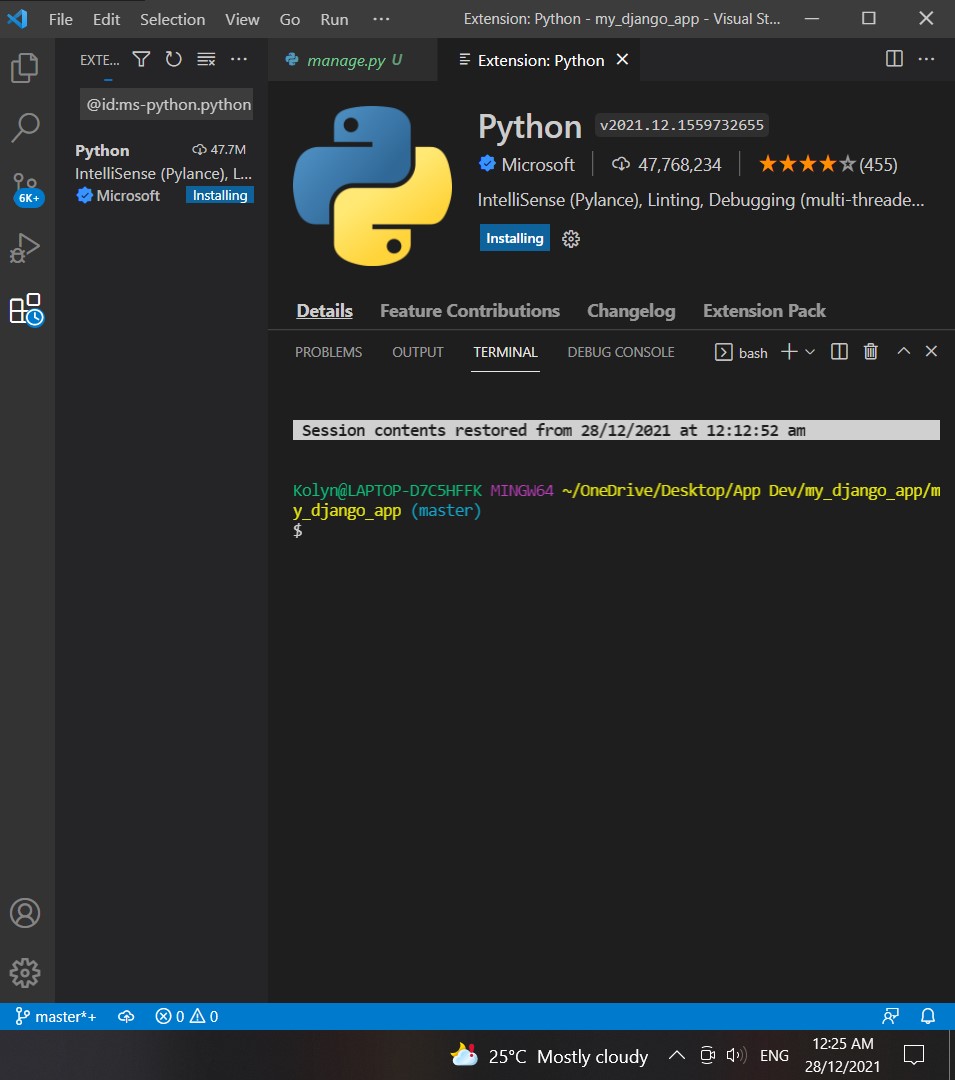 File Edit Selection View Go Run ··· Extension: Python - my_django_app - Visual St...
EXTE...
manage.py U
Extension: Python
@id:ms-python.python
Python 47.7M
IntelliSense (Pylance), L...
Microsoft Installing
Python v2021.12.1559732655
Microsoft 47,768,234 (455)
IntelliSense (Pylance), Linting, Debugging (multi-threade...
Installing
6K+
Details Feature Contributions Changelog Extension Pack
PROBLEMS OUTPUT TERMINAL DEBUG CONSOLE bash
Session contents restored from 28/12/2021 at 12:12:52 am
Kolyn@LAPTOP-D7C5HFFK MINGW64 ~/OneDrive/Desktop/App Dev/my_django_app/m
y_django_app (master)
$
master*+ 0 0
25°C Mostly cloudy ENG 12:25 AM
28/12/2021